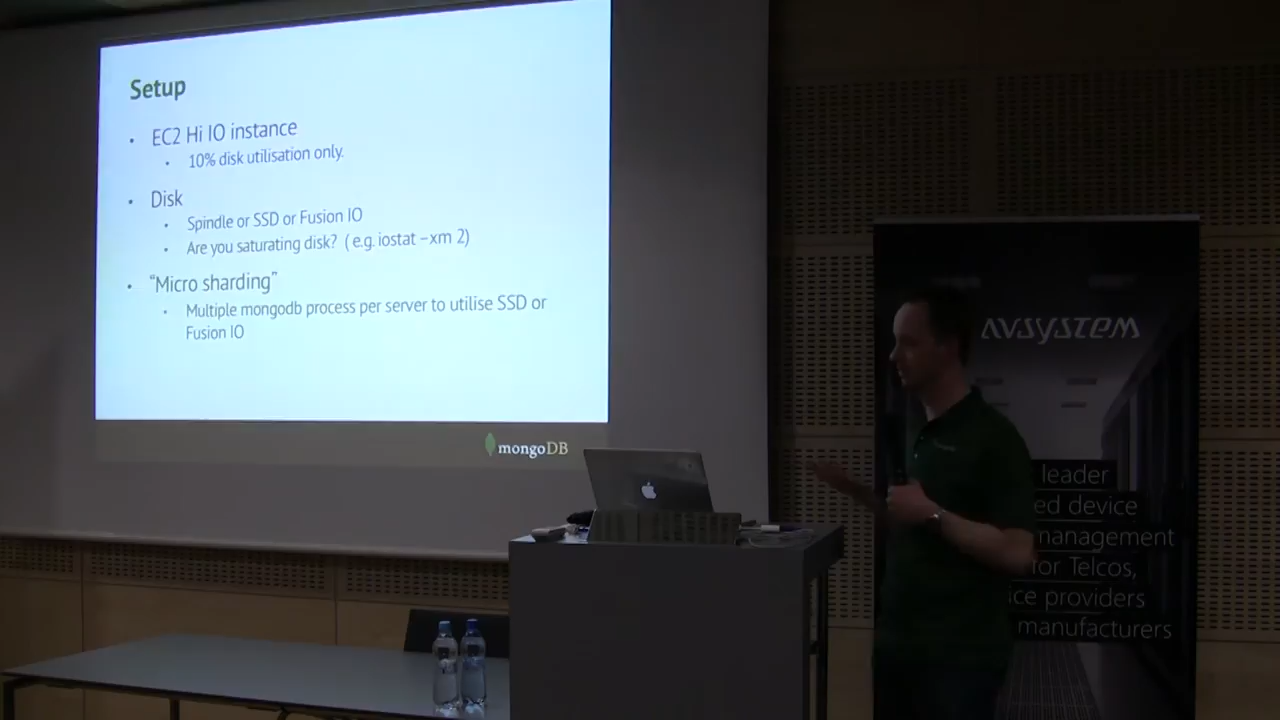 Setup
• EC2 Hi IO instance
• 10% disk utilisation only.
• Disk
• Spindle or SSD or Fusion IO
• Are you saturating disk? ( e.g. iostat –xm 2)
• “Micro sharding”
• Multiple mongodb process per server to utilise SSD or
Fusion IO
mongoDB
AVSYSTEM
leader
ed device
management
for Telcos,
ice providers
manufacturers